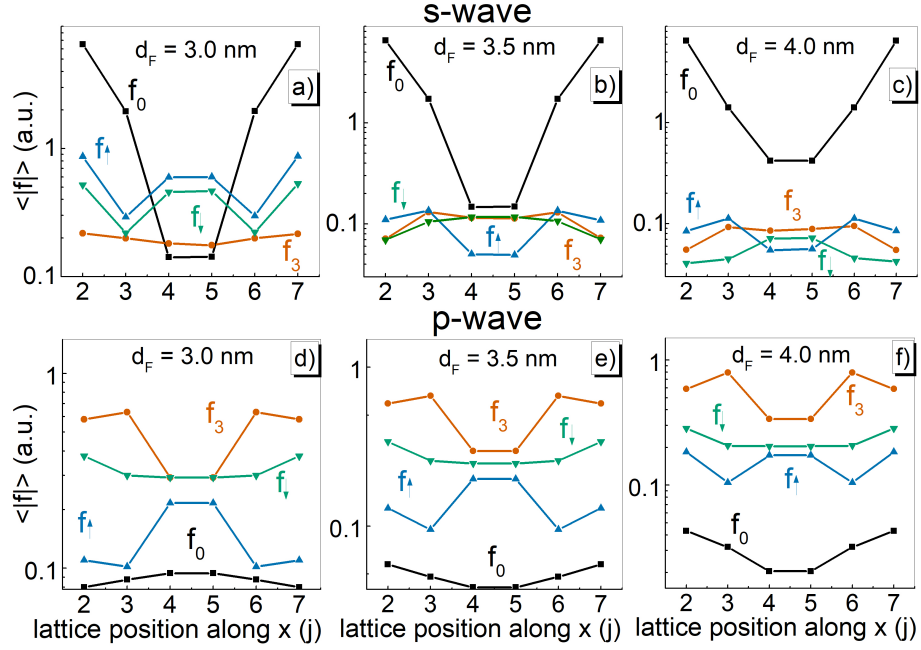 s-wave
<|f|> (a.u.)
d_F = 3.0 nm
a)
f_0
f_↑
f_↓
f_3
1
0.1
2 3 4 5 6 7
d_F = 3.5 nm
b)
f_0
f_↓
f_↑
f_3
1
0.1
2 3 4 5 6 7
d_F = 4.0 nm
c)
f_0
f_↑
f_3
f_↓
1
0.1
2 3 4 5 6 7
p-wave
<|f|> (a.u.)
d_F = 3.0 nm
d)
f_3
f_↓
f_↑
f_0
1
0.1
2 3 4 5 6 7
lattice position along x (j)
d_F = 3.5 nm
e)
f_3
f_↓
f_↑
f_0
1
0.1
2 3 4 5 6 7
lattice position along x (j)
d_F = 4.0 nm
f)
f_3
f_↓
f_↑
f_0
1
0.1
2 3 4 5 6 7
lattice position along x (j)